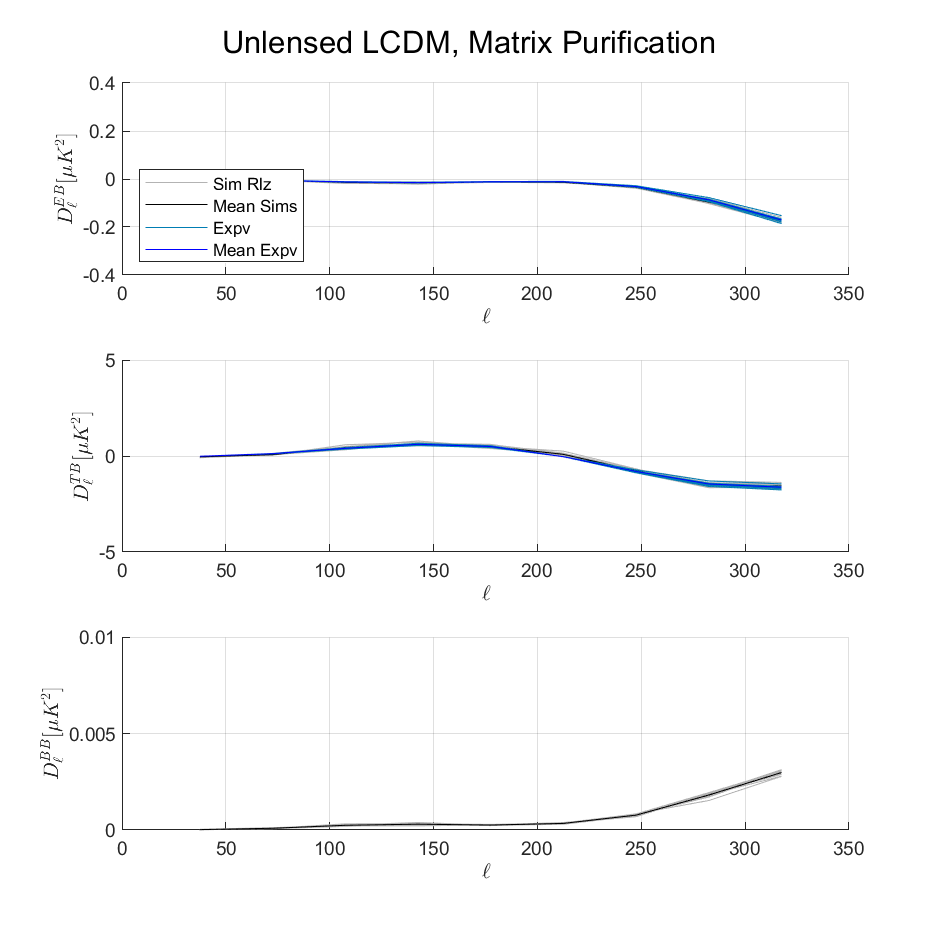 Unlensed LCDM, Matrix Purification
0.4
0.2
0
-0.2
-0.4
D_ℓ^{EB}[μK^2]
Sim Rlz
Mean Sims
Expv
Mean Expv
0 50 100 150 200 250 300 350
ℓ
5
0
-5
D_ℓ^{TB}[μK^2]
0 50 100 150 200 250 300 350
ℓ
0.01
0.005
0
D_ℓ^{BB}[μK^2]
0 50 100 150 200 250 300 350
ℓ